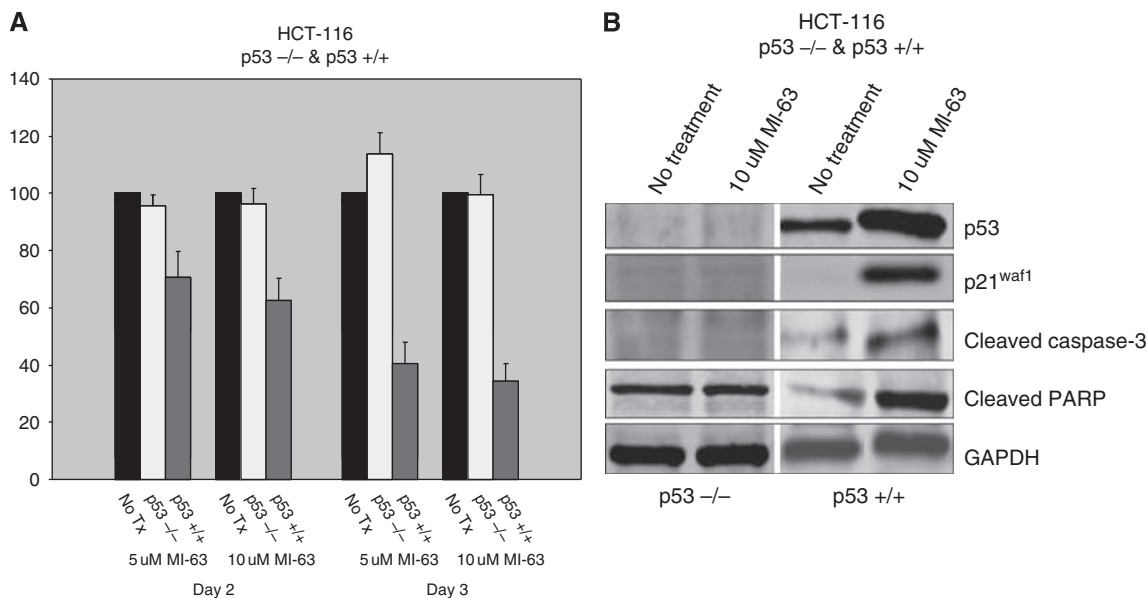 A
HCT-116
p53 –/– & p53 +/+
140
120
100
80
60
40
20
0
No Tx
p53 –/–
p53 +/+
No Tx
p53 –/–
p53 +/+
No Tx
p53 –/–
p53 +/+
No Tx
p53 –/–
p53 +/+
5 uM MI-63
10 uM MI-63
5 uM MI-63
10 uM MI-63
Day 2
Day 3
B
HCT-116
p53 –/– & p53 +/+
No treatment
10 uM MI-63
No treatment
10 uM MI-63
p53
p21waf1
Cleaved caspase-3
Cleaved PARP
GAPDH
p53 –/–
p53 +/+